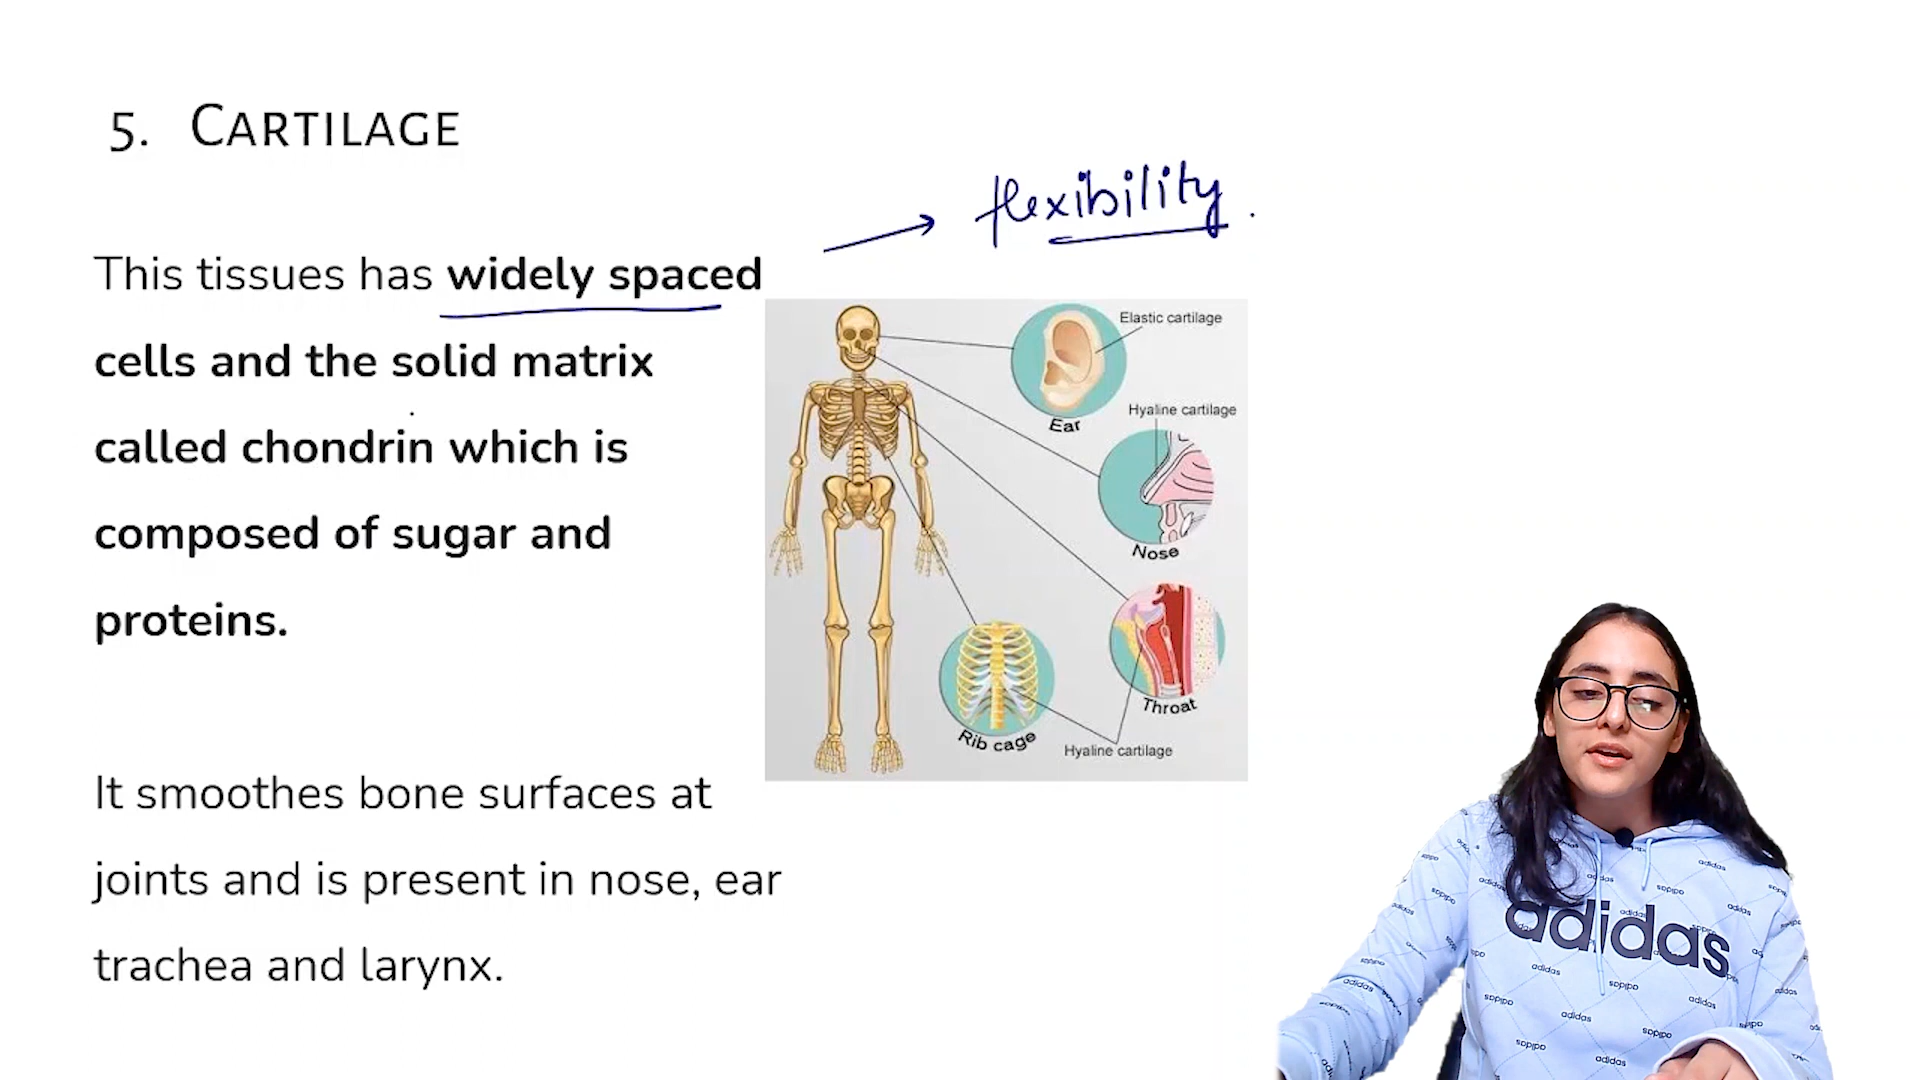 5. CARTILAGE
flexibility.
This tissues has widely spaced
cells and the solid matrix
called chondrin which is
composed of sugar and
proteins.
It smoothes bone surfaces at
joints and is present in nose, ear
trachea and larynx.
Elastic cartilage
Ear
Hyaline cartilage
Nose
Throat
Rib cage
Hyaline cartilage
adidas